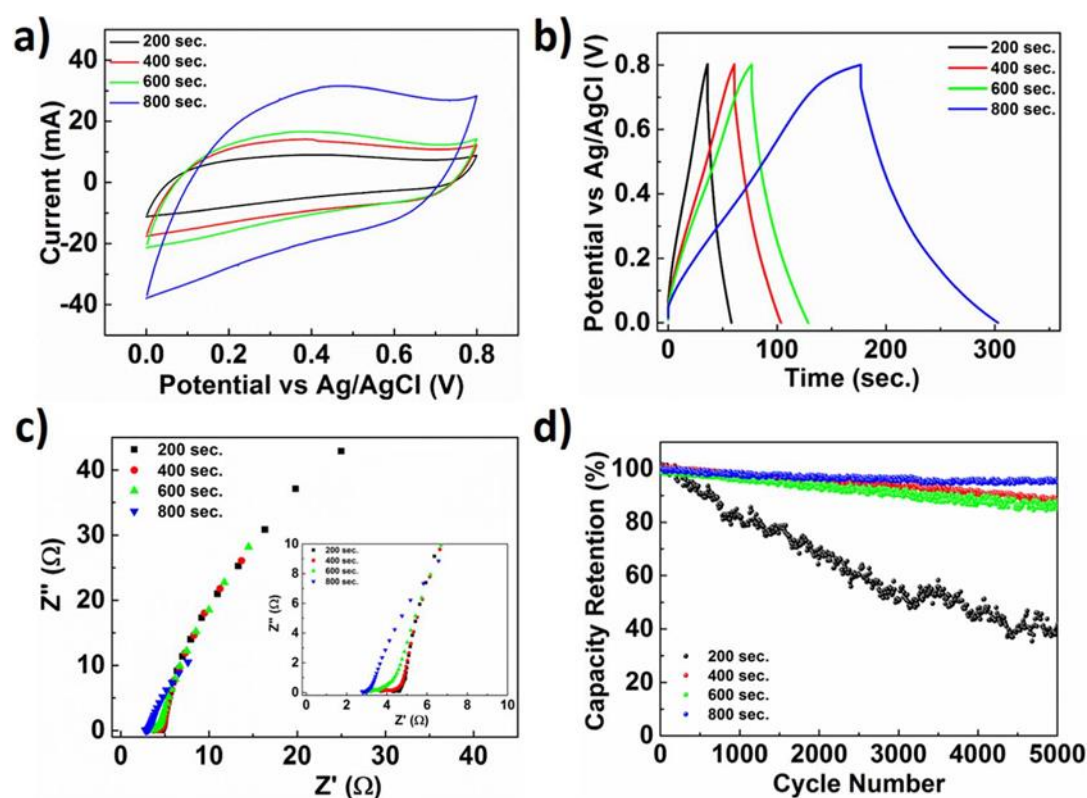 a)
200 sec.
400 sec.
600 sec.
800 sec.
40
20
0
-20
-40
Current (mA)
0.0 0.2 0.4 0.6 0.8
Potential vs Ag/AgCl (V)
b)
200 sec.
400 sec.
600 sec.
800 sec.
0.8
0.6
0.4
0.2
0.0
Potential vs Ag/AgCl (V)
0 100 200 300
Time (sec.)
c)
200 sec.
400 sec.
600 sec.
800 sec.
40
30
20
10
0
Z'' (Ω)
0 10 20 30 40
Z' (Ω)
200 sec.
400 sec.
600 sec.
800 sec.
10
8
6
4
2
0
Z'' (Ω)
0 2 4 6 8 10
Z' (Ω)
d)
100
80
60
40
20
0
Capacity Retention (%)
200 sec.
400 sec.
600 sec.
800 sec.
0 1000 2000 3000 4000 5000
Cycle Number